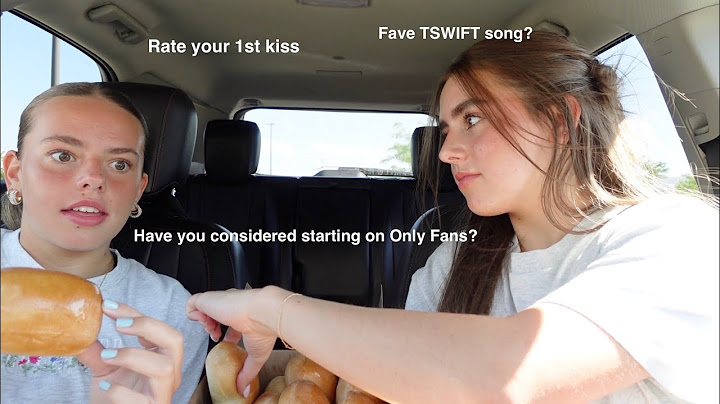 Fave TSWIFT song?
Rate your 1st kiss
Have you considered starting on Only Fans?